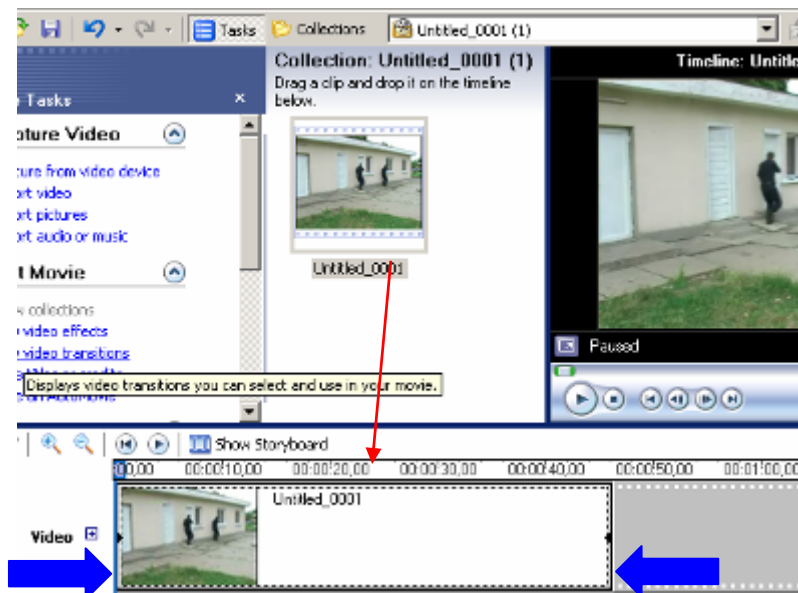 Tasks
Collections
Untitled_0001 (1)
Collection: Untitled_0001 (1)
Drag a clip and drop it on the timeline
below.
Timeline: Untitle
Tasks
×
pture Video
ture from video device
ort video
ort pictures
ort audio or music
t Movie
w collections
video effects
video transitions
Displays video transitions you can select and use in your movie.
Untitled_0001
Paused
Show Storyboard
0,00 00:00:10,00 00:00:20,00 00:00:30,00 00:00:40,00 00:00:50,00 00:01:00,00
Untitled_0001
Video